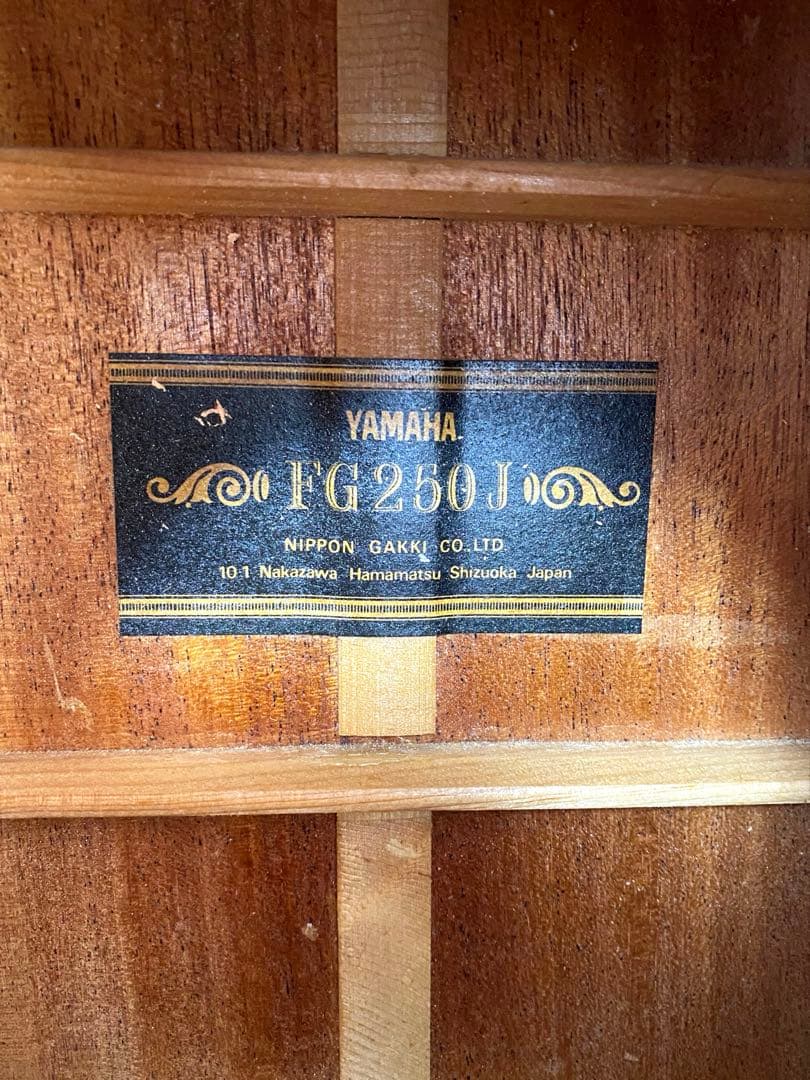 YAMAHA
FG250J
NIPPON GAKKI CO.,LTD.
10 1 Nakazawa Hamamatsu Shizuoka Japan